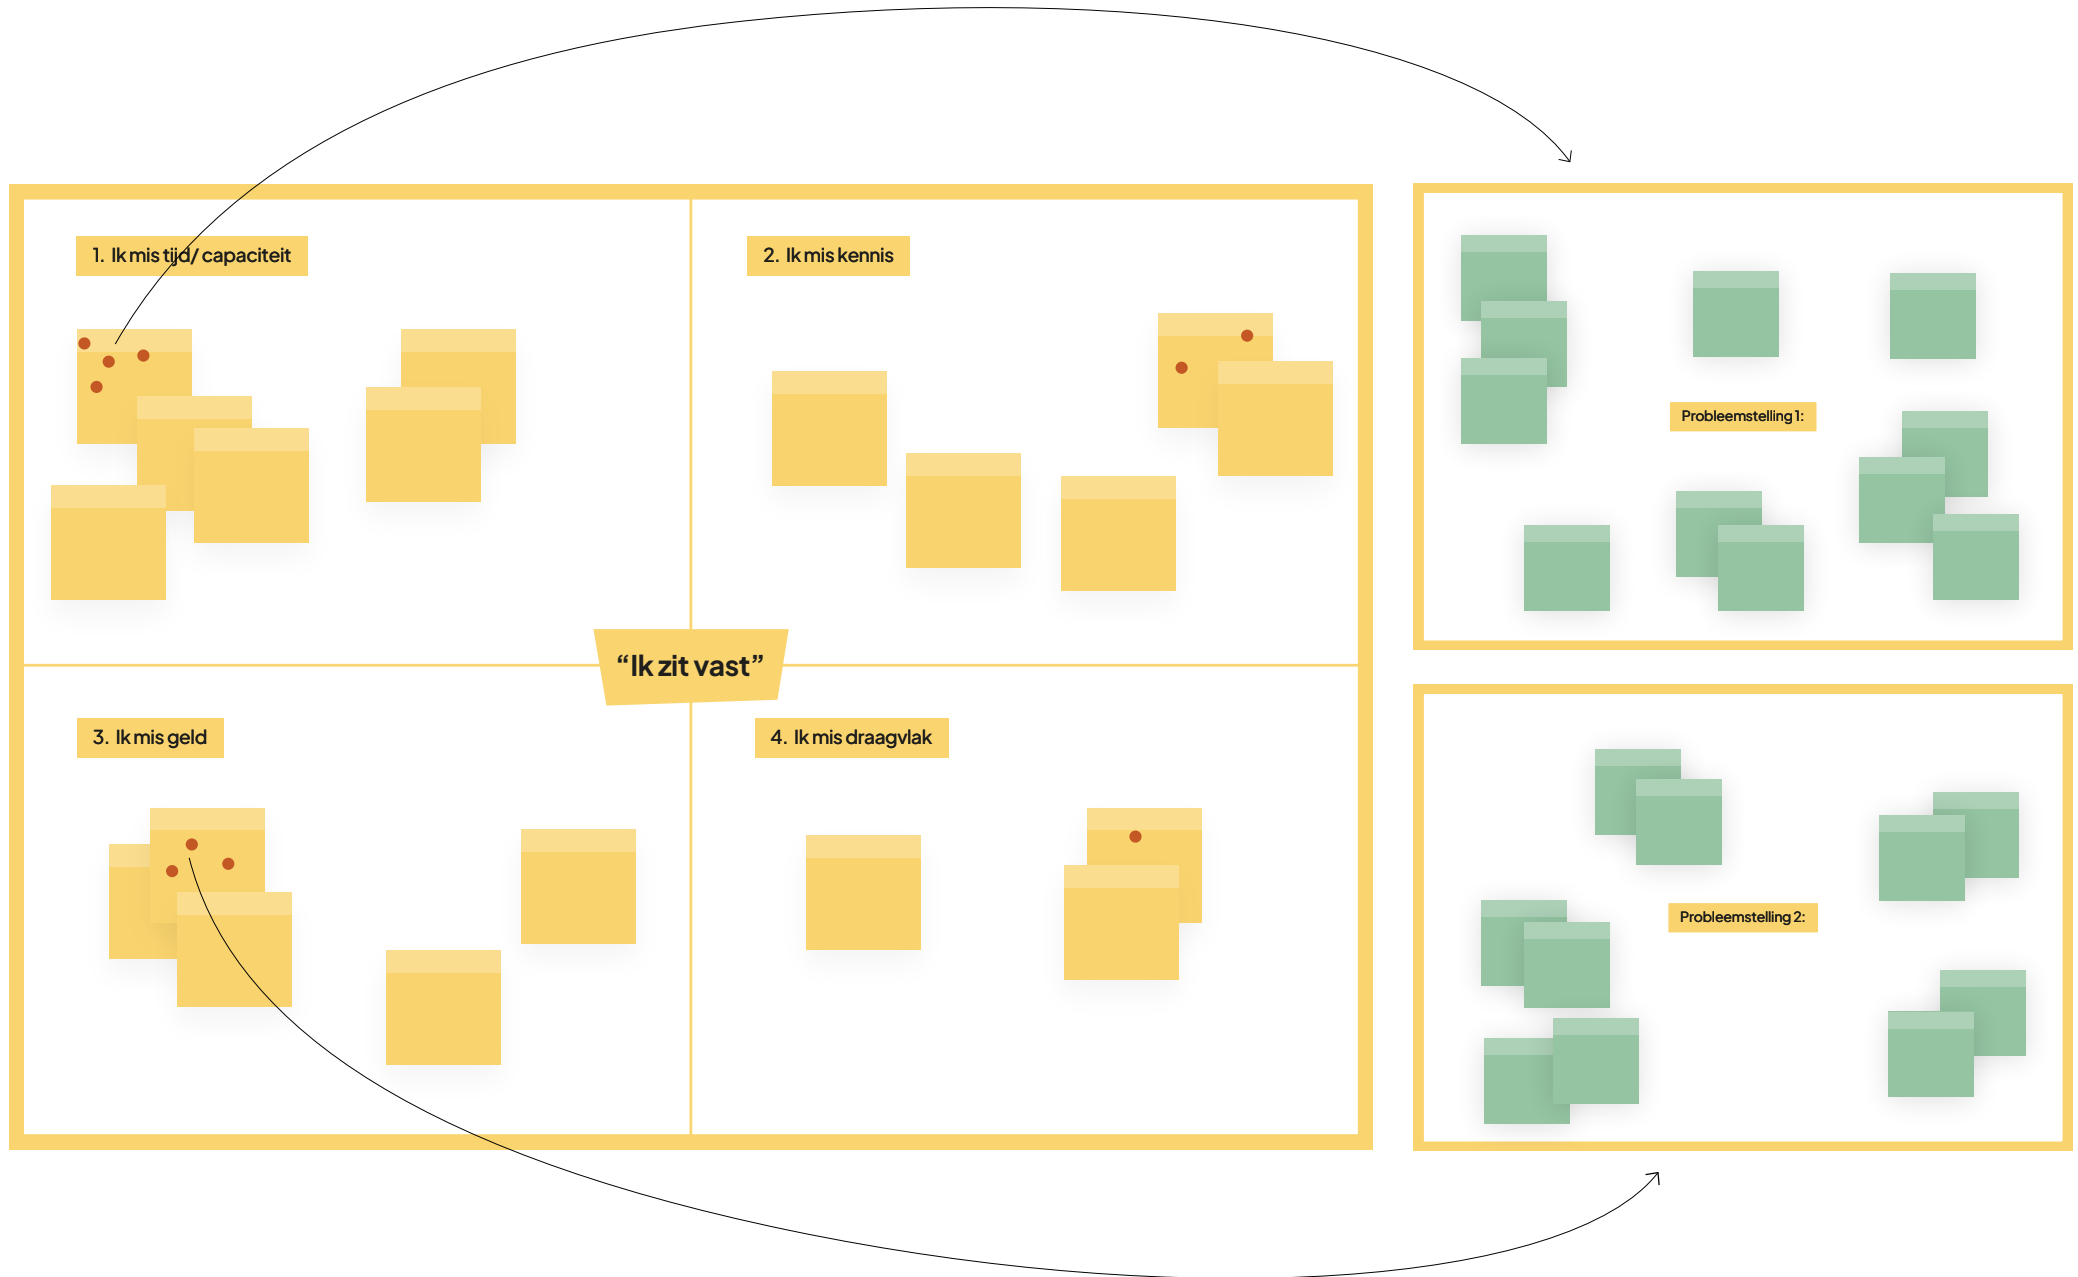 1. Ik mis tijd/ capaciteit
2. Ik mis kennis
Probleemstelling 1:
“Ik zit vast”
3. Ik mis geld
4. Ik mis draagvlak
Probleemstelling 2: